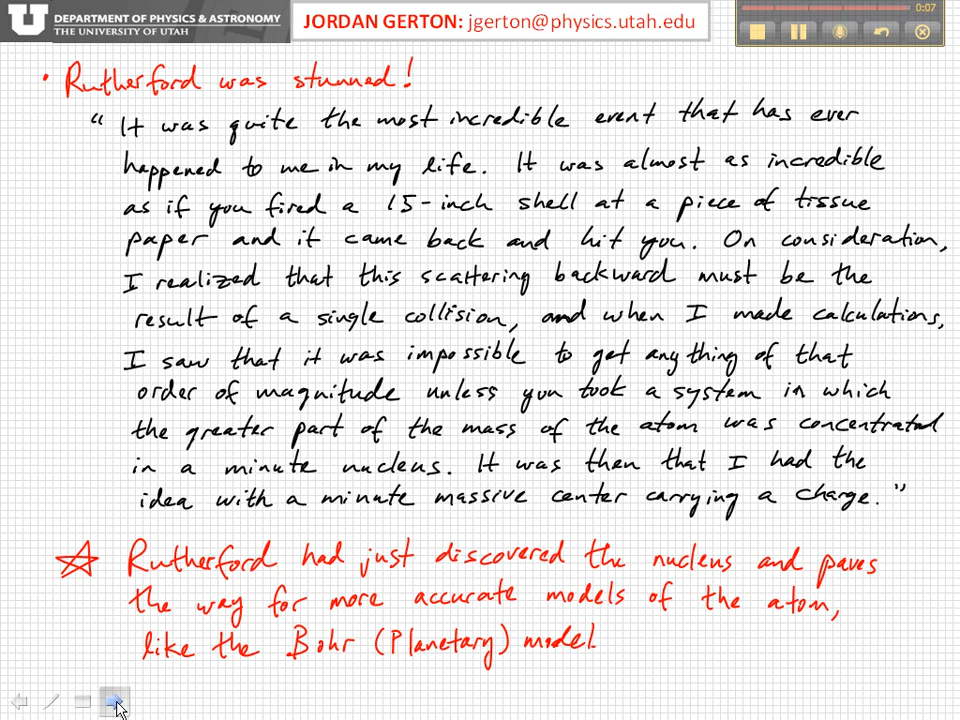 DEPARTMENT OF PHYSICS & ASTRONOMY
THE UNIVERSITY OF UTAH
JORDAN GERTON: jgerton@physics.utah.edu
0:07
• Rutherford was stunned!
"It was quite the most incredible event that has ever
happened to me in my life. It was almost as incredible
as if you fired a 15-inch shell at a piece of tissue
paper and it came back and hit you. On consideration,
I realized that this scattering backward must be the
result of a single collision, and when I made calculations,
I saw that it was impossible to get anything of that
order of magnitude unless you took a system in which
the greater part of the mass of the atom was concentrated
in a minute nucleus. It was then that I had the
idea with a minute massive center carrying a charge."
Rutherford had just discovered the nucleus and paves
the way for more accurate models of the atom,
like the Bohr (Planetary) model